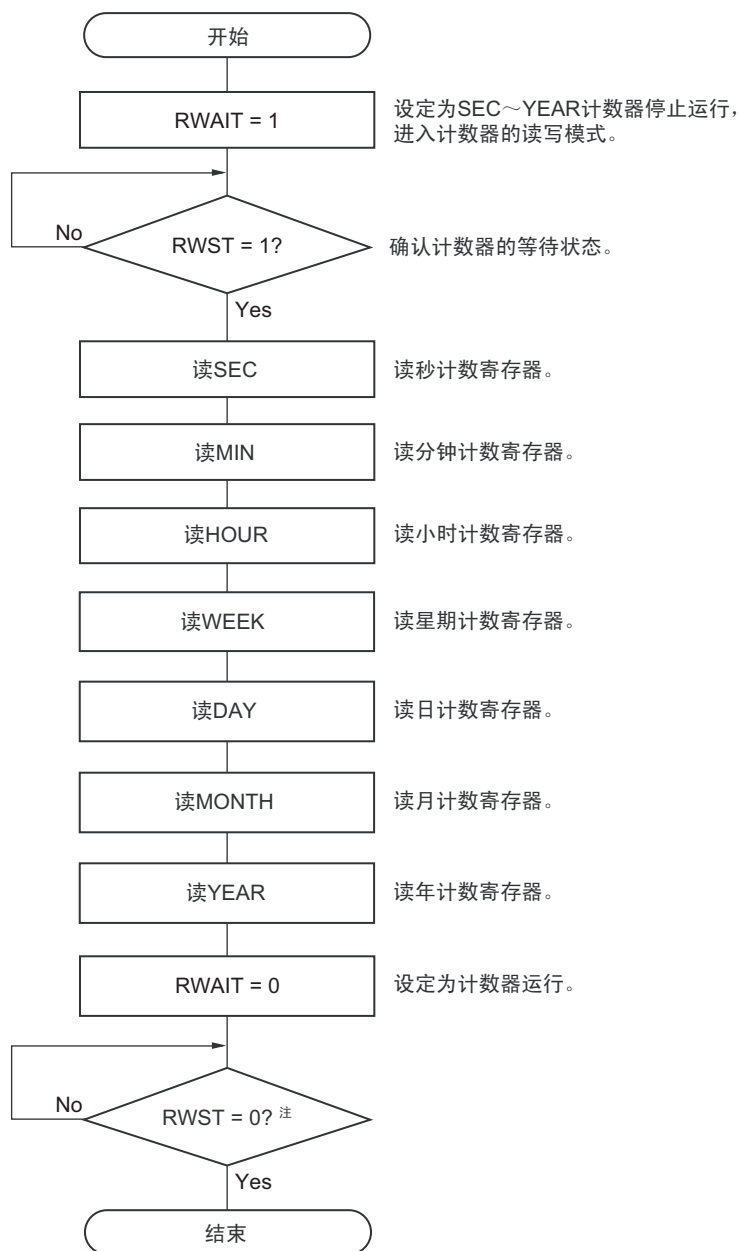 开始
RWAIT = 1
设定为SEC～YEAR计数器停止运行，
进入计数器的读写模式。
No
RWST = 1?
确认计数器的等待状态。
Yes
读SEC
读秒计数寄存器。
读MIN
读分钟计数寄存器。
读HOUR
读小时计数寄存器。
读WEEK
读星期计数寄存器。
读DAY
读日计数寄存器。
读MONTH
读月计数寄存器。
读YEAR
读年计数寄存器。
RWAIT = 0
设定为计数器运行。
No
RWST = 0? 注
Yes
结束